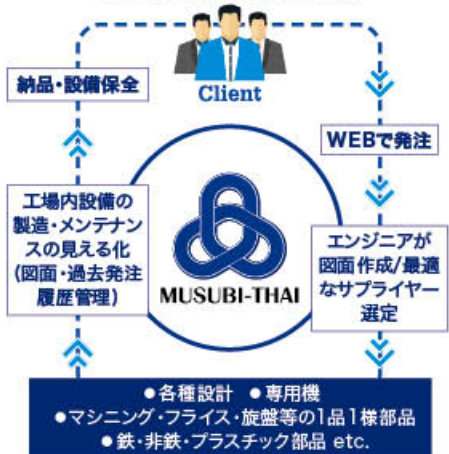 Client
納品・設備保全
WEBで発注
工場内設備の
製造・メンテナン
スの見える化
(図面・過去発注
履歴管理)
MUSUBI-THAI
エンジニアが
図面作成/最適
なサプライヤー
選定
●各種設計 ●専用機
●マシニング・フライス・旋盤等の1品1様部品
●鉄・非鉄・プラスチック部品 etc.